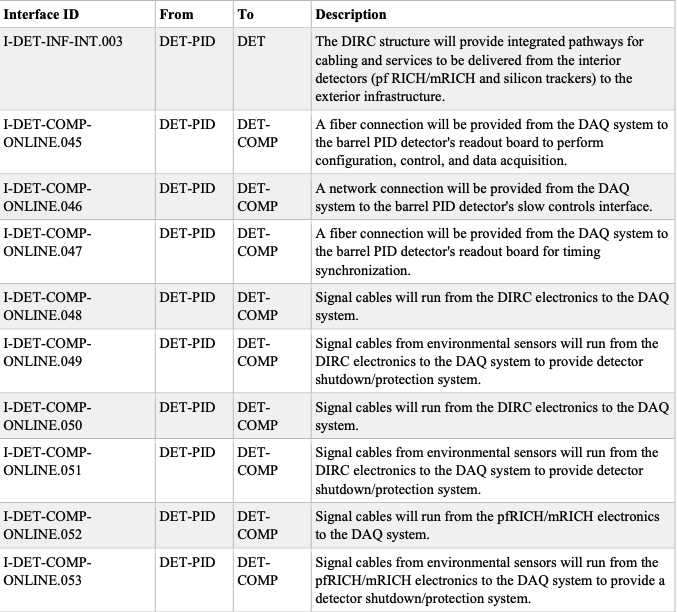 Interface ID From To Description
I-DET-INF-INT.003 DET-PID DET The DIRC structure will provide integrated pathways for
cabling and services to be delivered from the interior
detectors (pf RICH/mRICH and silicon trackers) to the
exterior infrastructure.
I-DET-COMP- DET-PID DET- A fiber connection will be provided from the DAQ system to
ONLINE.045 COMP the barrel PID detector's readout board to perform
configuration, control, and data acquisition.
I-DET-COMP- DET-PID DET- A network connection will be provided from the DAQ
ONLINE.046 COMP system to the barrel PID detector's slow controls interface.
I-DET-COMP- DET-PID DET- A fiber connection will be provided from the DAQ system to
ONLINE.047 COMP the barrel PID detector's readout board for timing
synchronization.
I-DET-COMP- DET-PID DET- Signal cables will run from the DIRC electronics to the DAQ
ONLINE.048 COMP system.
I-DET-COMP- DET-PID DET- Signal cables from environmental sensors will run from the
ONLINE.049 COMP DIRC electronics to the DAQ system to provide detector
shutdown/protection system.
I-DET-COMP- DET-PID DET- Signal cables will run from the DIRC electronics to the DAQ
ONLINE.050 COMP system.
I-DET-COMP- DET-PID DET- Signal cables from environmental sensors will run from the
ONLINE.051 COMP DIRC electronics to the DAQ system to provide detector
shutdown/protection system.
I-DET-COMP- DET-PID DET- Signal cables will run from the pfRICH/mRICH electronics
ONLINE.052 COMP to the DAQ system.
I-DET-COMP- DET-PID DET- Signal cables from environmental sensors will run from the
ONLINE.053 COMP pfRICH/mRICH electronics to the DAQ system to provide a
detector shutdown/protection system.